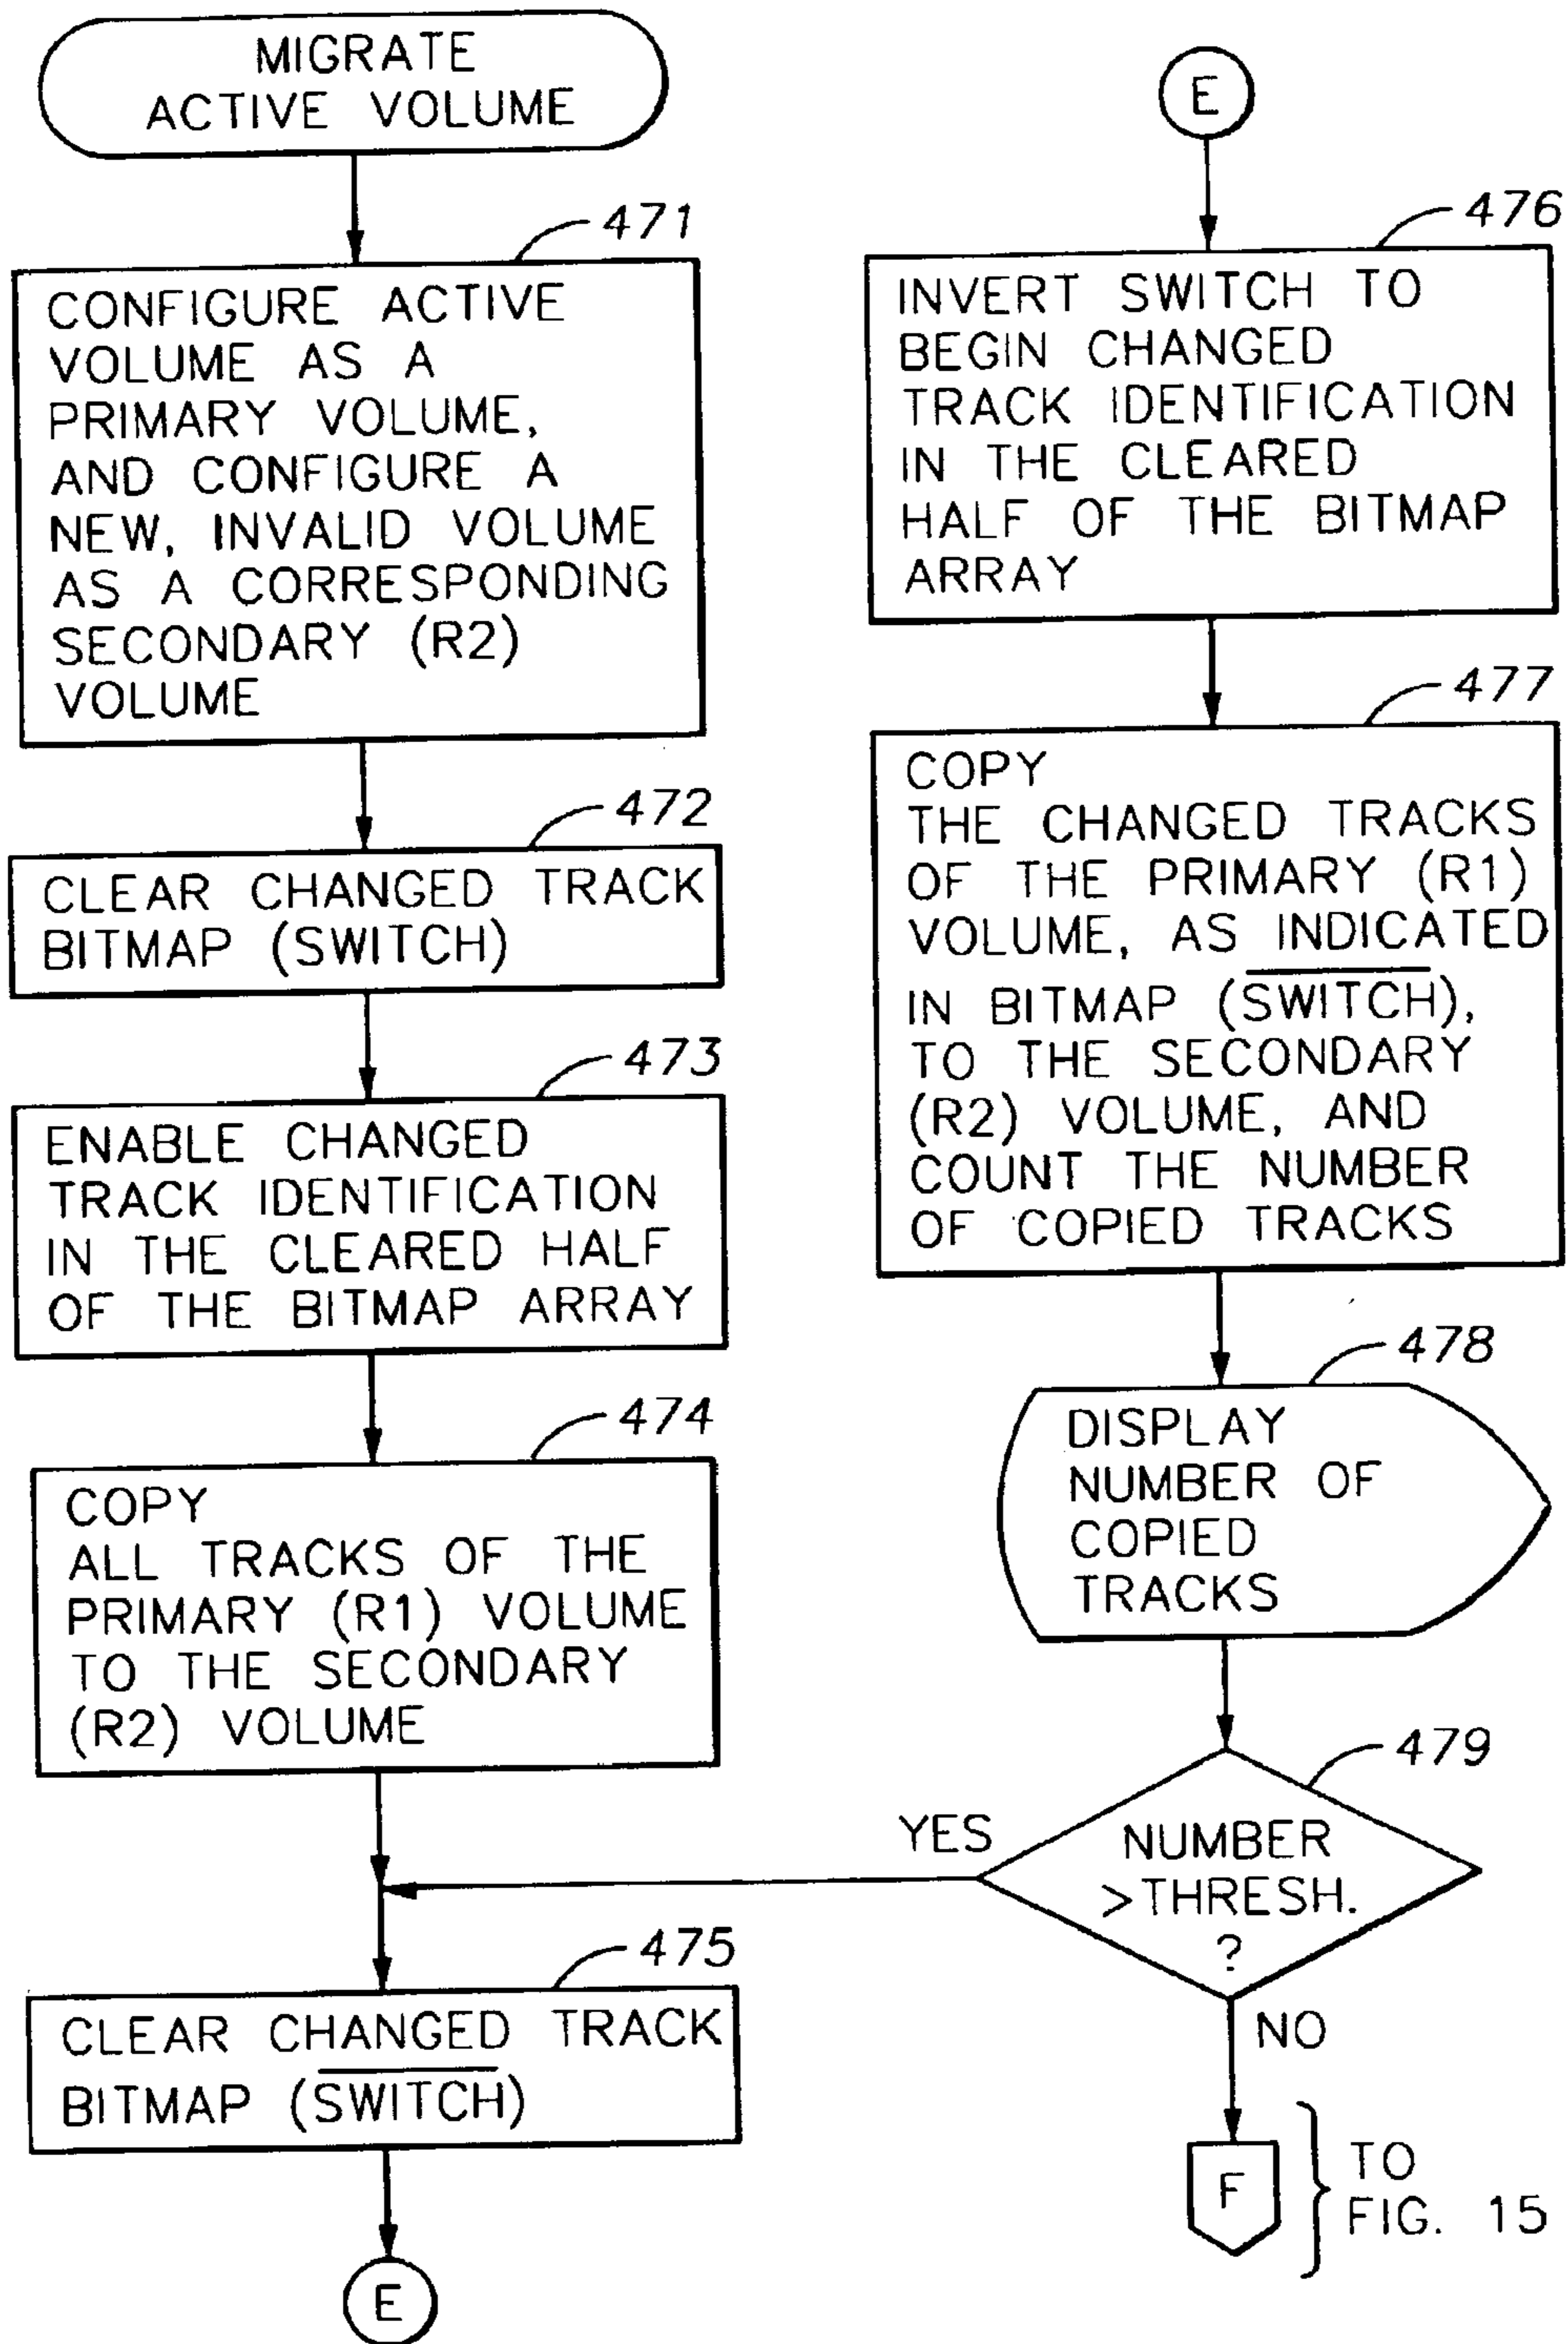 MIGRATE
ACTIVE VOLUME
471
CONFIGURE ACTIVE
VOLUME AS A
PRIMARY VOLUME,
AND CONFIGURE A
NEW, INVALID VOLUME
AS A CORRESPONDING
SECONDARY (R2)
VOLUME
472
CLEAR CHANGED TRACK
BITMAP (SWITCH)
473
ENABLE CHANGED
TRACK IDENTIFICATION
IN THE CLEARED HALF
OF THE BITMAP ARRAY
474
COPY
ALL TRACKS OF THE
PRIMARY (R1) VOLUME
TO THE SECONDARY
(R2) VOLUME
475
CLEAR CHANGED TRACK
BITMAP (S̅W̅I̅T̅C̅H̅)
E
E
476
INVERT SWITCH TO
BEGIN CHANGED
TRACK IDENTIFICATION
IN THE CLEARED
HALF OF THE BITMAP
ARRAY
477
COPY
THE CHANGED TRACKS
OF THE PRIMARY (R1)
VOLUME, AS INDICATED
IN BITMAP (S̅W̅I̅T̅C̅H̅),
TO THE SECONDARY
(R2) VOLUME, AND
COUNT THE NUMBER
OF COPIED TRACKS
478
DISPLAY
NUMBER OF
COPIED
TRACKS
479
NUMBER
>THRESH.
?
YES
NO
F
TO
FIG. 15